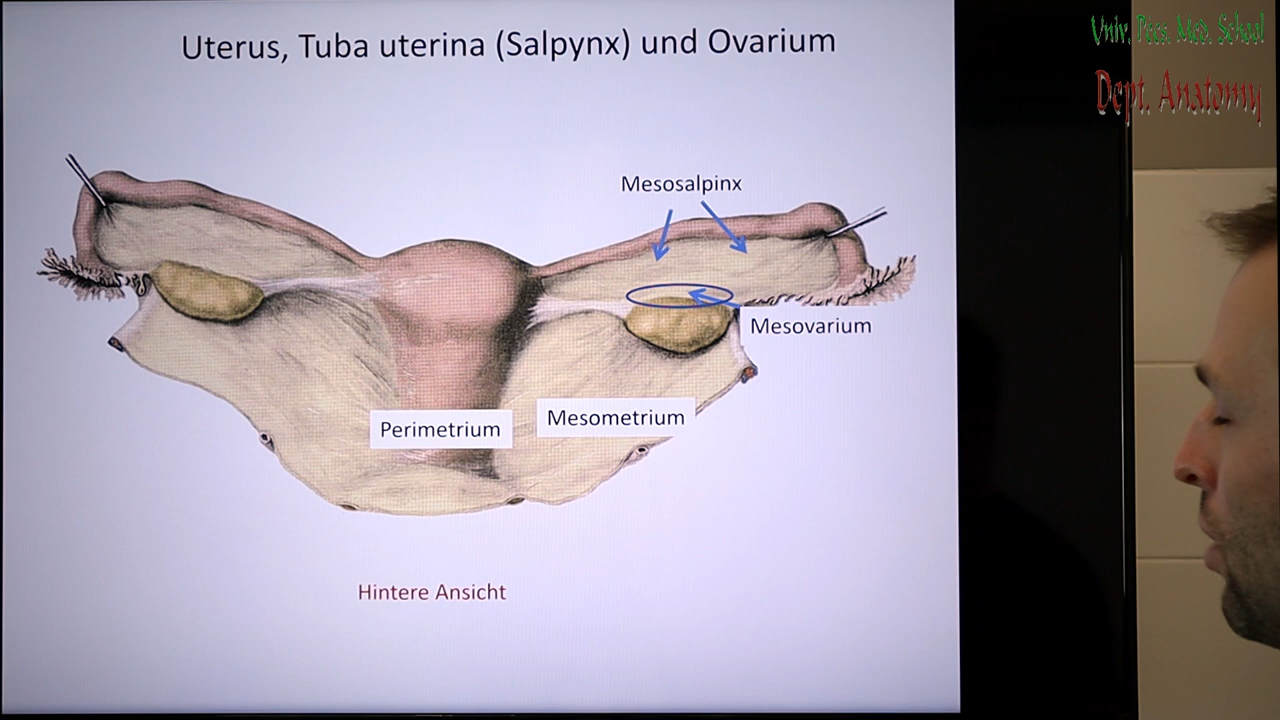 Uterus, Tuba uterina (Salpynx) und Ovarium
Univ. Pécs. Med. School
Dept. Anatomy
Mesosalpinx
Mesovarium
Perimetrium
Mesometrium
Hintere Ansicht